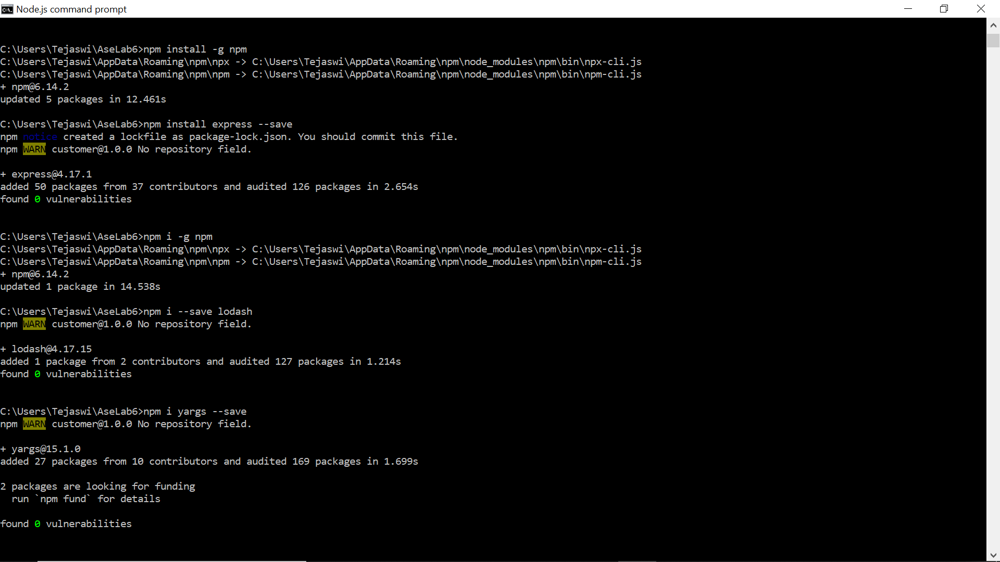 Node.js command prompt
C:\Users\Tejaswi\AseLab6>npm install -g npm
C:\Users\Tejaswi\AppData\Roaming\npm\npx -> C:\Users\Tejaswi\AppData\Roaming\npm\node_modules\npm\bin\npx-cli.js
C:\Users\Tejaswi\AppData\Roaming\npm\npm -> C:\Users\Tejaswi\AppData\Roaming\npm\node_modules\npm\bin\npm-cli.js
+ npm@6.14.2
updated 5 packages in 12.461s
C:\Users\Tejaswi\AseLab6>npm install express --save
npm notice created a lockfile as package-lock.json. You should commit this file.
npm WARN customer@1.0.0 No repository field.
+ express@4.17.1
added 50 packages from 37 contributors and audited 126 packages in 2.654s
found 0 vulnerabilities
C:\Users\Tejaswi\AseLab6>npm i -g npm
C:\Users\Tejaswi\AppData\Roaming\npm\npx -> C:\Users\Tejaswi\AppData\Roaming\npm\node_modules\npm\bin\npx-cli.js
C:\Users\Tejaswi\AppData\Roaming\npm\npm -> C:\Users\Tejaswi\AppData\Roaming\npm\node_modules\npm\bin\npm-cli.js
+ npm@6.14.2
updated 1 package in 14.538s
C:\Users\Tejaswi\AseLab6>npm i --save lodash
npm WARN customer@1.0.0 No repository field.
+ lodash@4.17.15
added 1 package from 2 contributors and audited 127 packages in 1.214s
found 0 vulnerabilities
C:\Users\Tejaswi\AseLab6>npm i yargs --save
npm WARN customer@1.0.0 No repository field.
+ yargs@15.1.0
added 27 packages from 10 contributors and audited 169 packages in 1.699s
2 packages are looking for funding
run `npm fund` for details
found 0 vulnerabilities